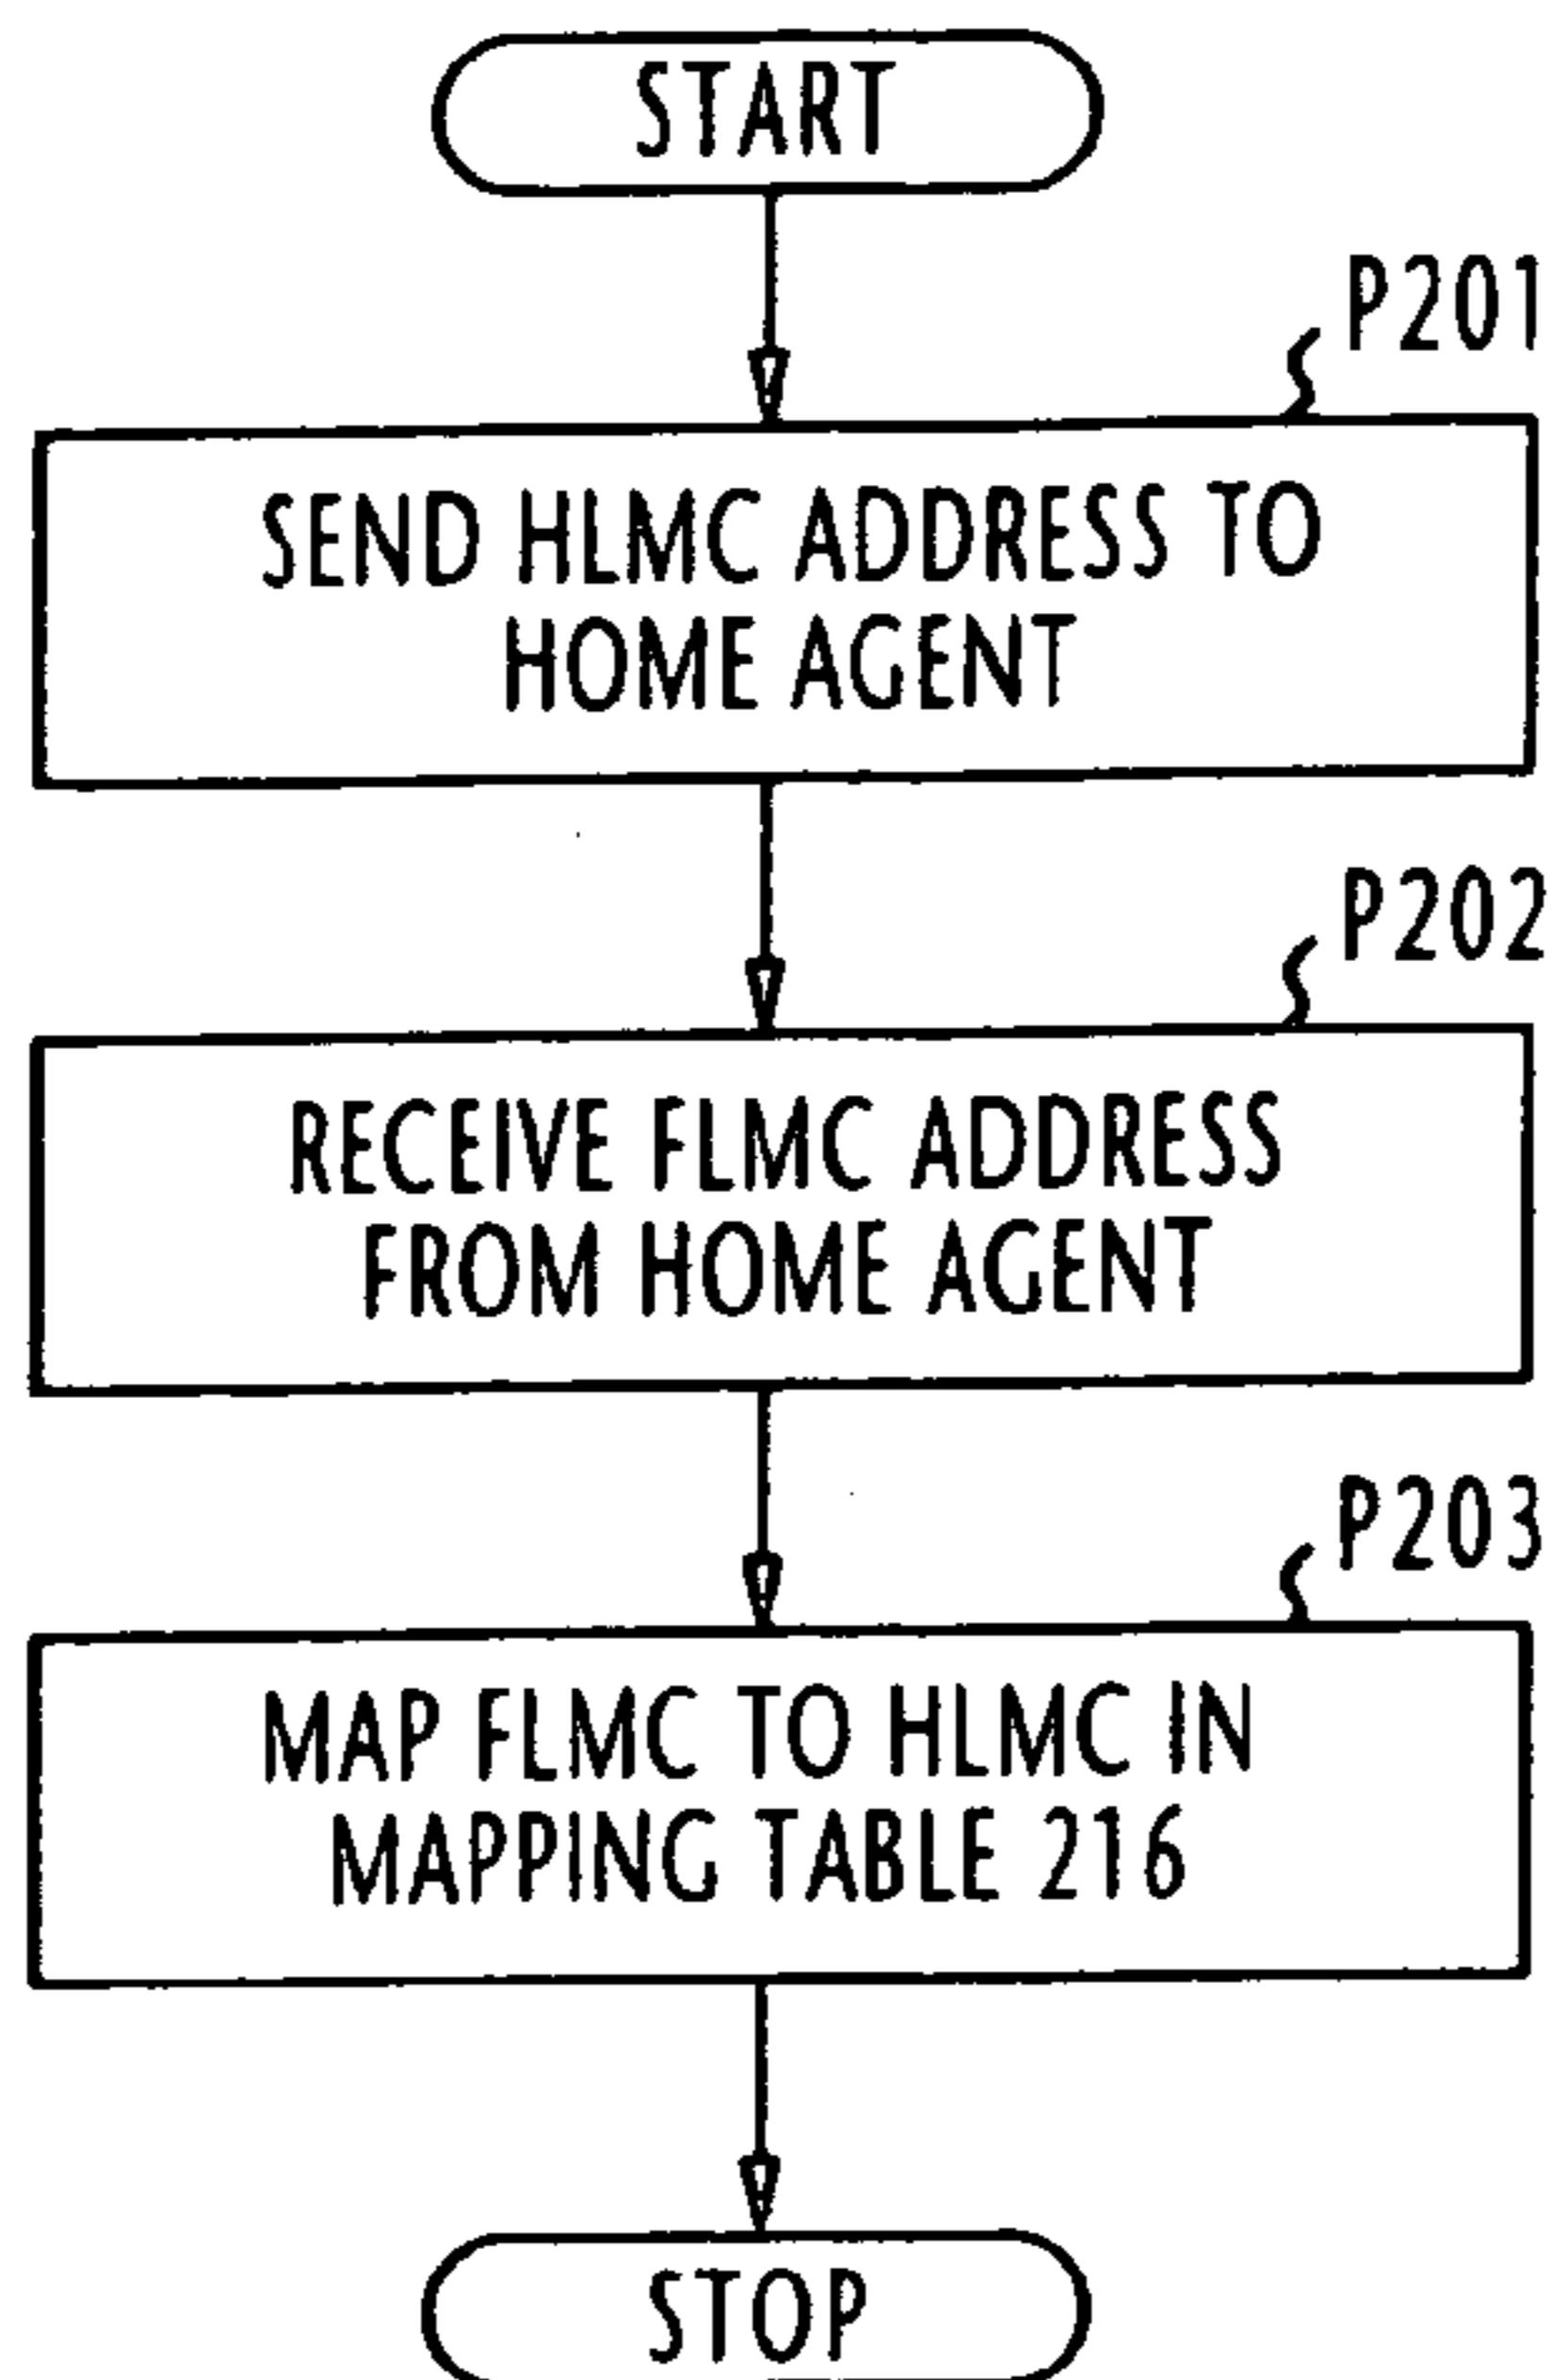 START
P201
SEND HLMC ADDRESS TO
HOME AGENT
P202
RECEIVE FLMC ADDRESS
FROM HOME AGENT
P203
MAP FLMC TO HLMC IN
MAPPING TABLE 216
STOP